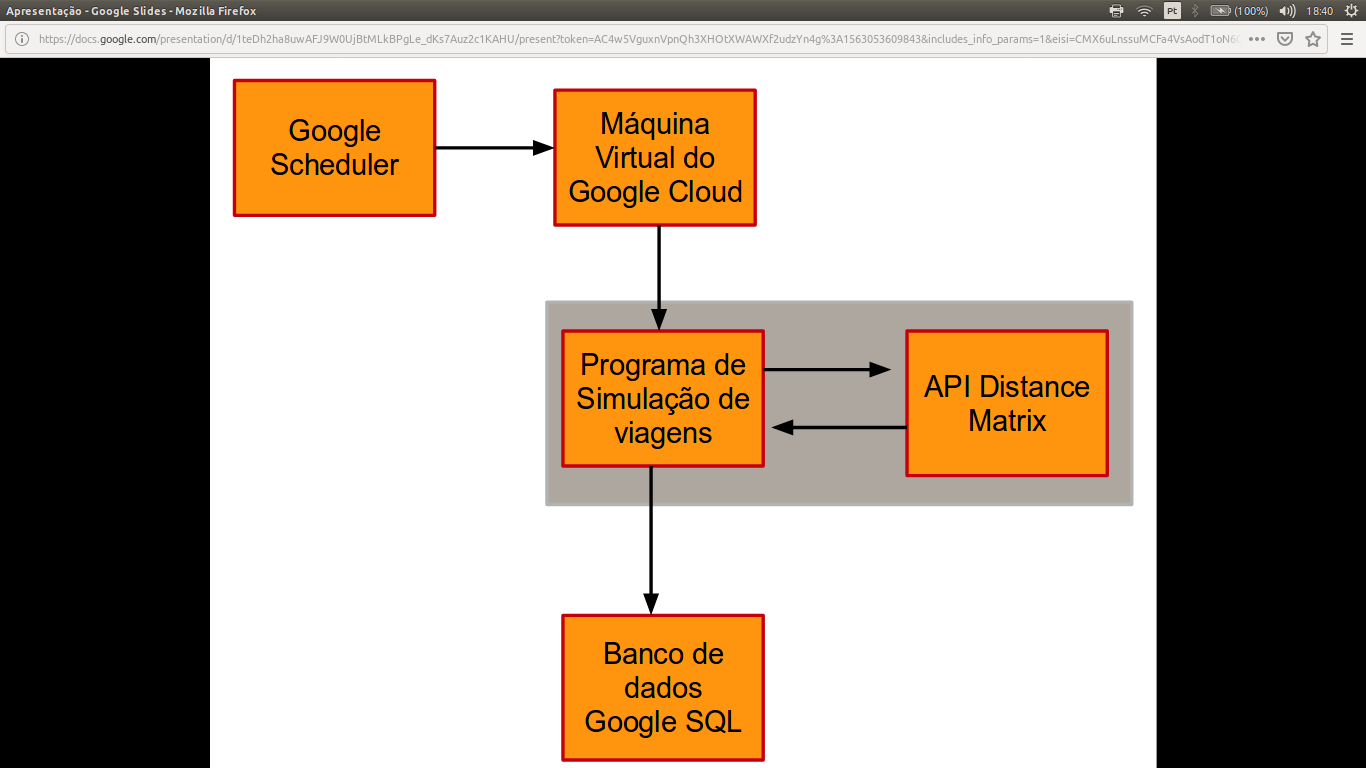 Apresentação - Google Slides - Mozilla Firefox
Pt
(100%)
18:40
https://docs.google.com/presentation/d/1teDh2ha8uwAFJ9W0UjBtMLkBPgLe_dKs7Auz2c1KAHU/present?token=AC4w5VguxnVpnQh3XHOtXWAWXf2udzYn4g%3A1563053609843&includes_info_params=1&eisi=CMX6uLnssuMCFa4VsAodT1oN6
Google
Scheduler
Máquina
Virtual do
Google Cloud
Programa de
Simulação de
viagens
API Distance
Matrix
Banco de
dados
Google SQL